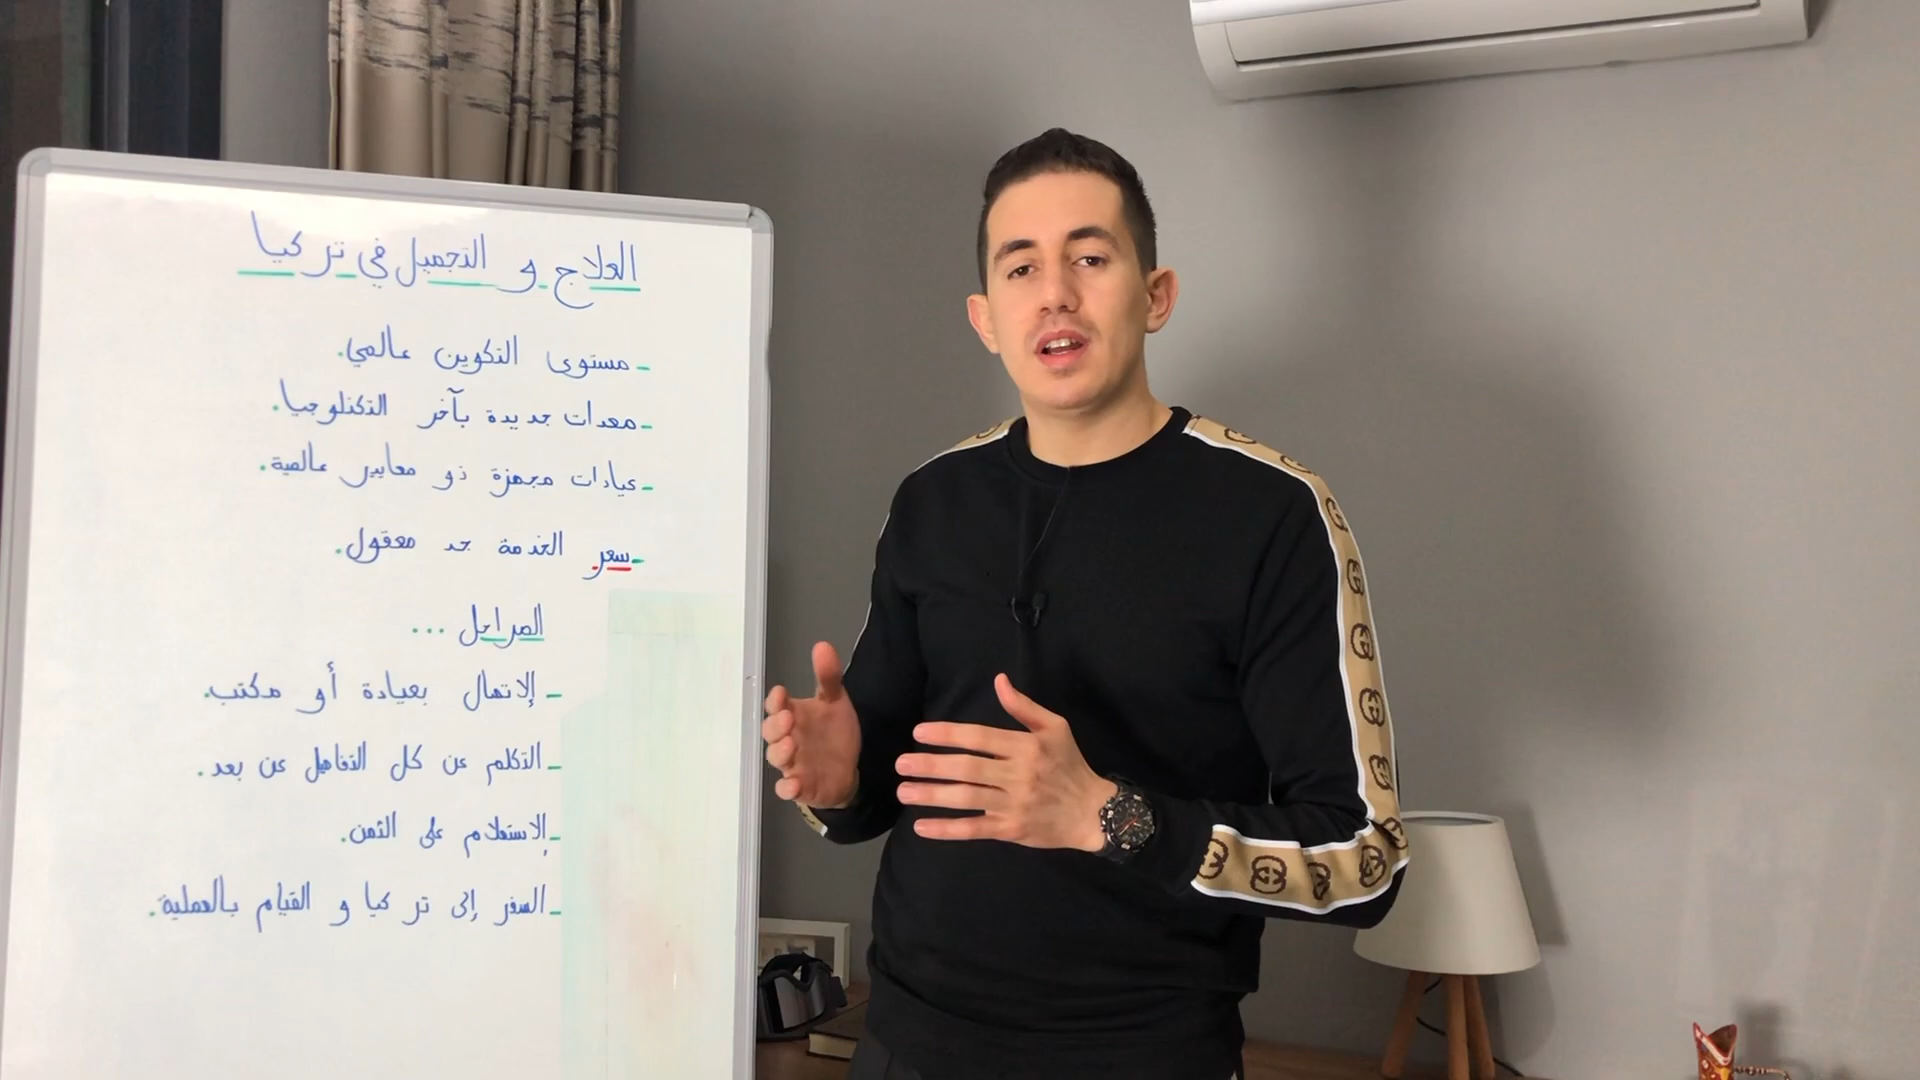 العلاج و التجميل في تركيا
- مستوى التكوين عالمي.
- معدات جديدة بآخر التكنلوجيا.
- عيادات مجهزة ذو معايير عالمية.
- سعر الخدمة جد معقول.
المراحل ...
- الإتصال بعيادة أو مكتب.
- التكلم عن كل التفاصيل عن بعد.
- الإستعلام على الثمن.
- السفر إلى تركيا و القيام بالعملية.